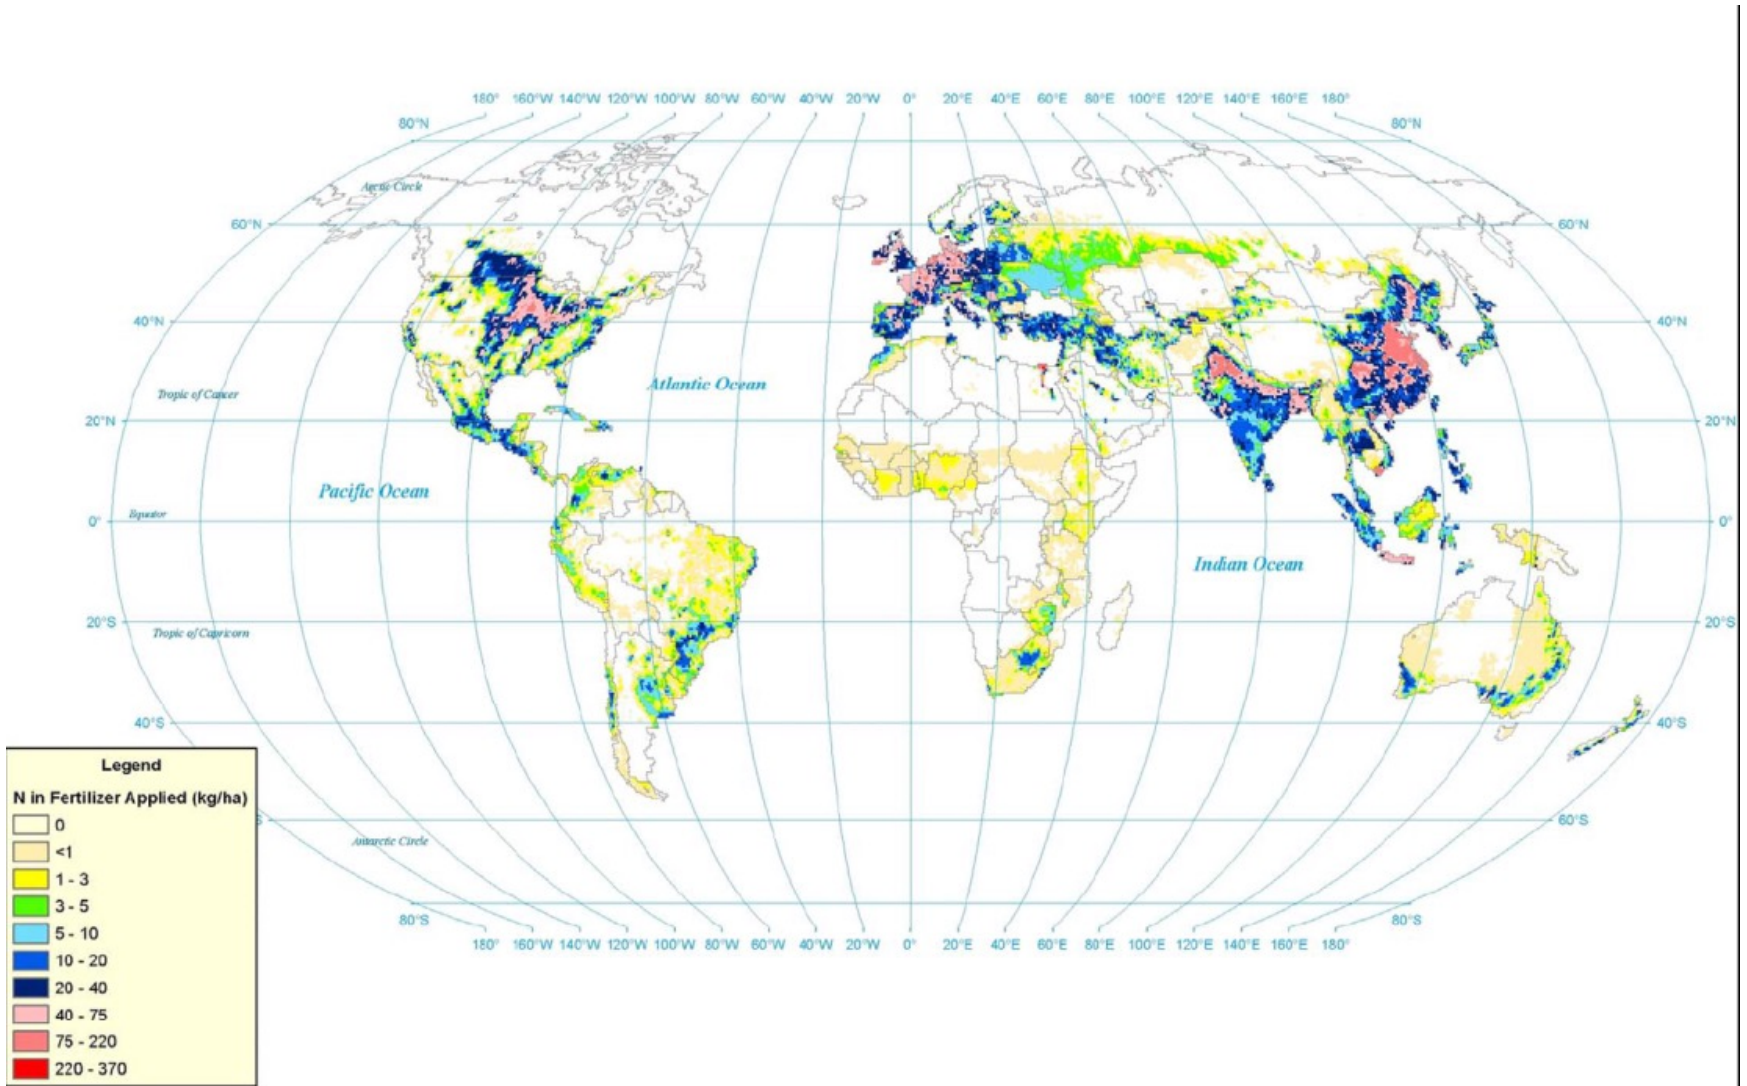 180° 160°W 140°W 120°W 100°W 80°W 60°W 40°W 20°W 0° 20°E 40°E 60°E 80°E 100°E 120°E 140°E 160°E 180°
80°N 80°N
Arctic Circle
60°N 60°N
40°N 40°N
Atlantic Ocean
Tropic of Cancer
20°N 20°N
Pacific Ocean
Equator
0° 0°
Indian Ocean
20°S 20°S
Tropic of Capricorn
40°S 40°S
Legend
N in Fertilizer Applied (kg/ha)
0
<1
1 - 3
3 - 5
5 - 10
10 - 20
20 - 40
40 - 75
75 - 220
220 - 370
S 60°S
Antarctic Circle
80°S 80°S
180° 160°W 140°W 120°W 100°W 80°W 60°W 40°W 20°W 0° 20°E 40°E 60°E 80°E 100°E 120°E 140°E 160°E 180°